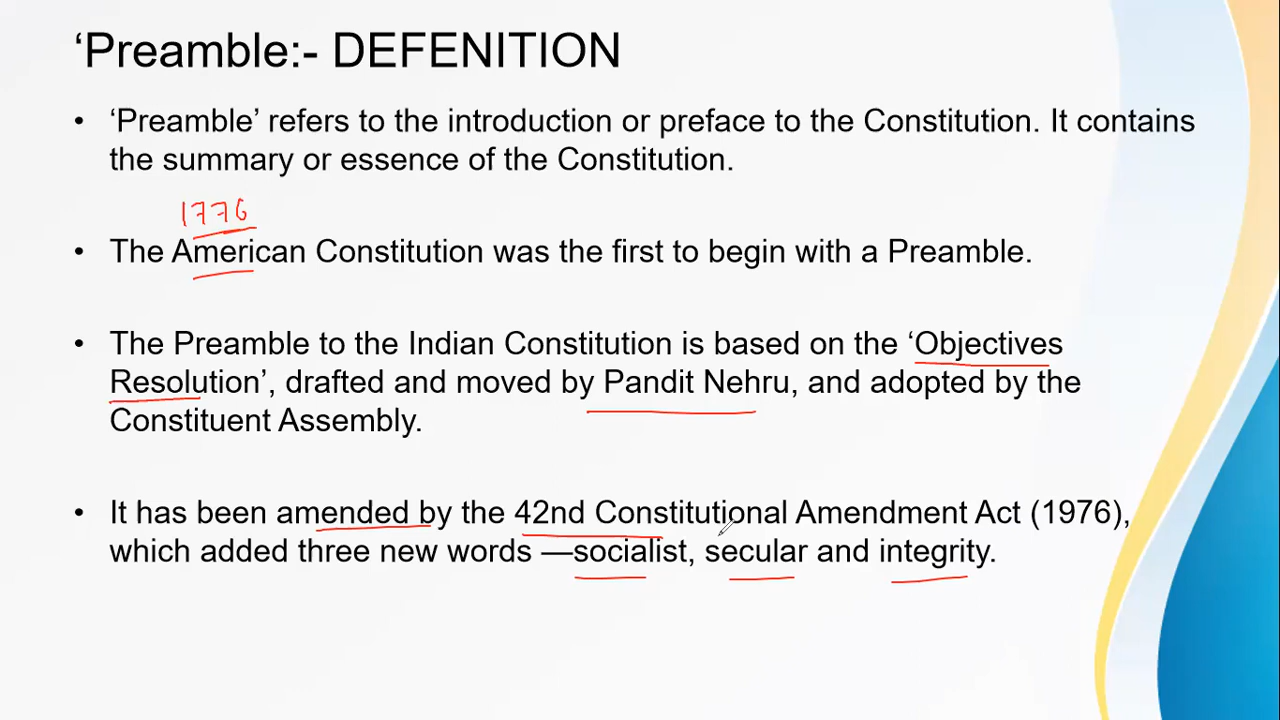 ‘Preamble:- DEFENITION
• ‘Preamble’ refers to the introduction or preface to the Constitution. It contains
the summary or essence of the Constitution.
1776
• The American Constitution was the first to begin with a Preamble.
• The Preamble to the Indian Constitution is based on the ‘Objectives
Resolution’, drafted and moved by Pandit Nehru, and adopted by the
Constituent Assembly.
• It has been amended by the 42nd Constitutional Amendment Act (1976),
which added three new words —socialist, secular and integrity.